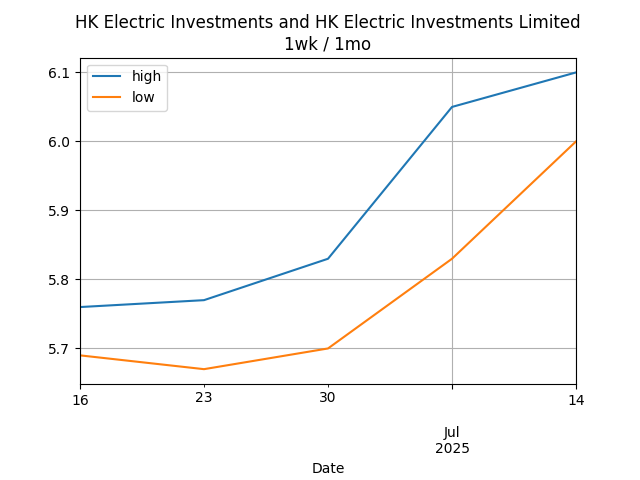 HK Electric Investments and HK Electric Investments Limited
1wk / 1mo
high
low
6.1
6.0
5.9
5.8
5.7
16
23
30
14
Jul
2025
Date